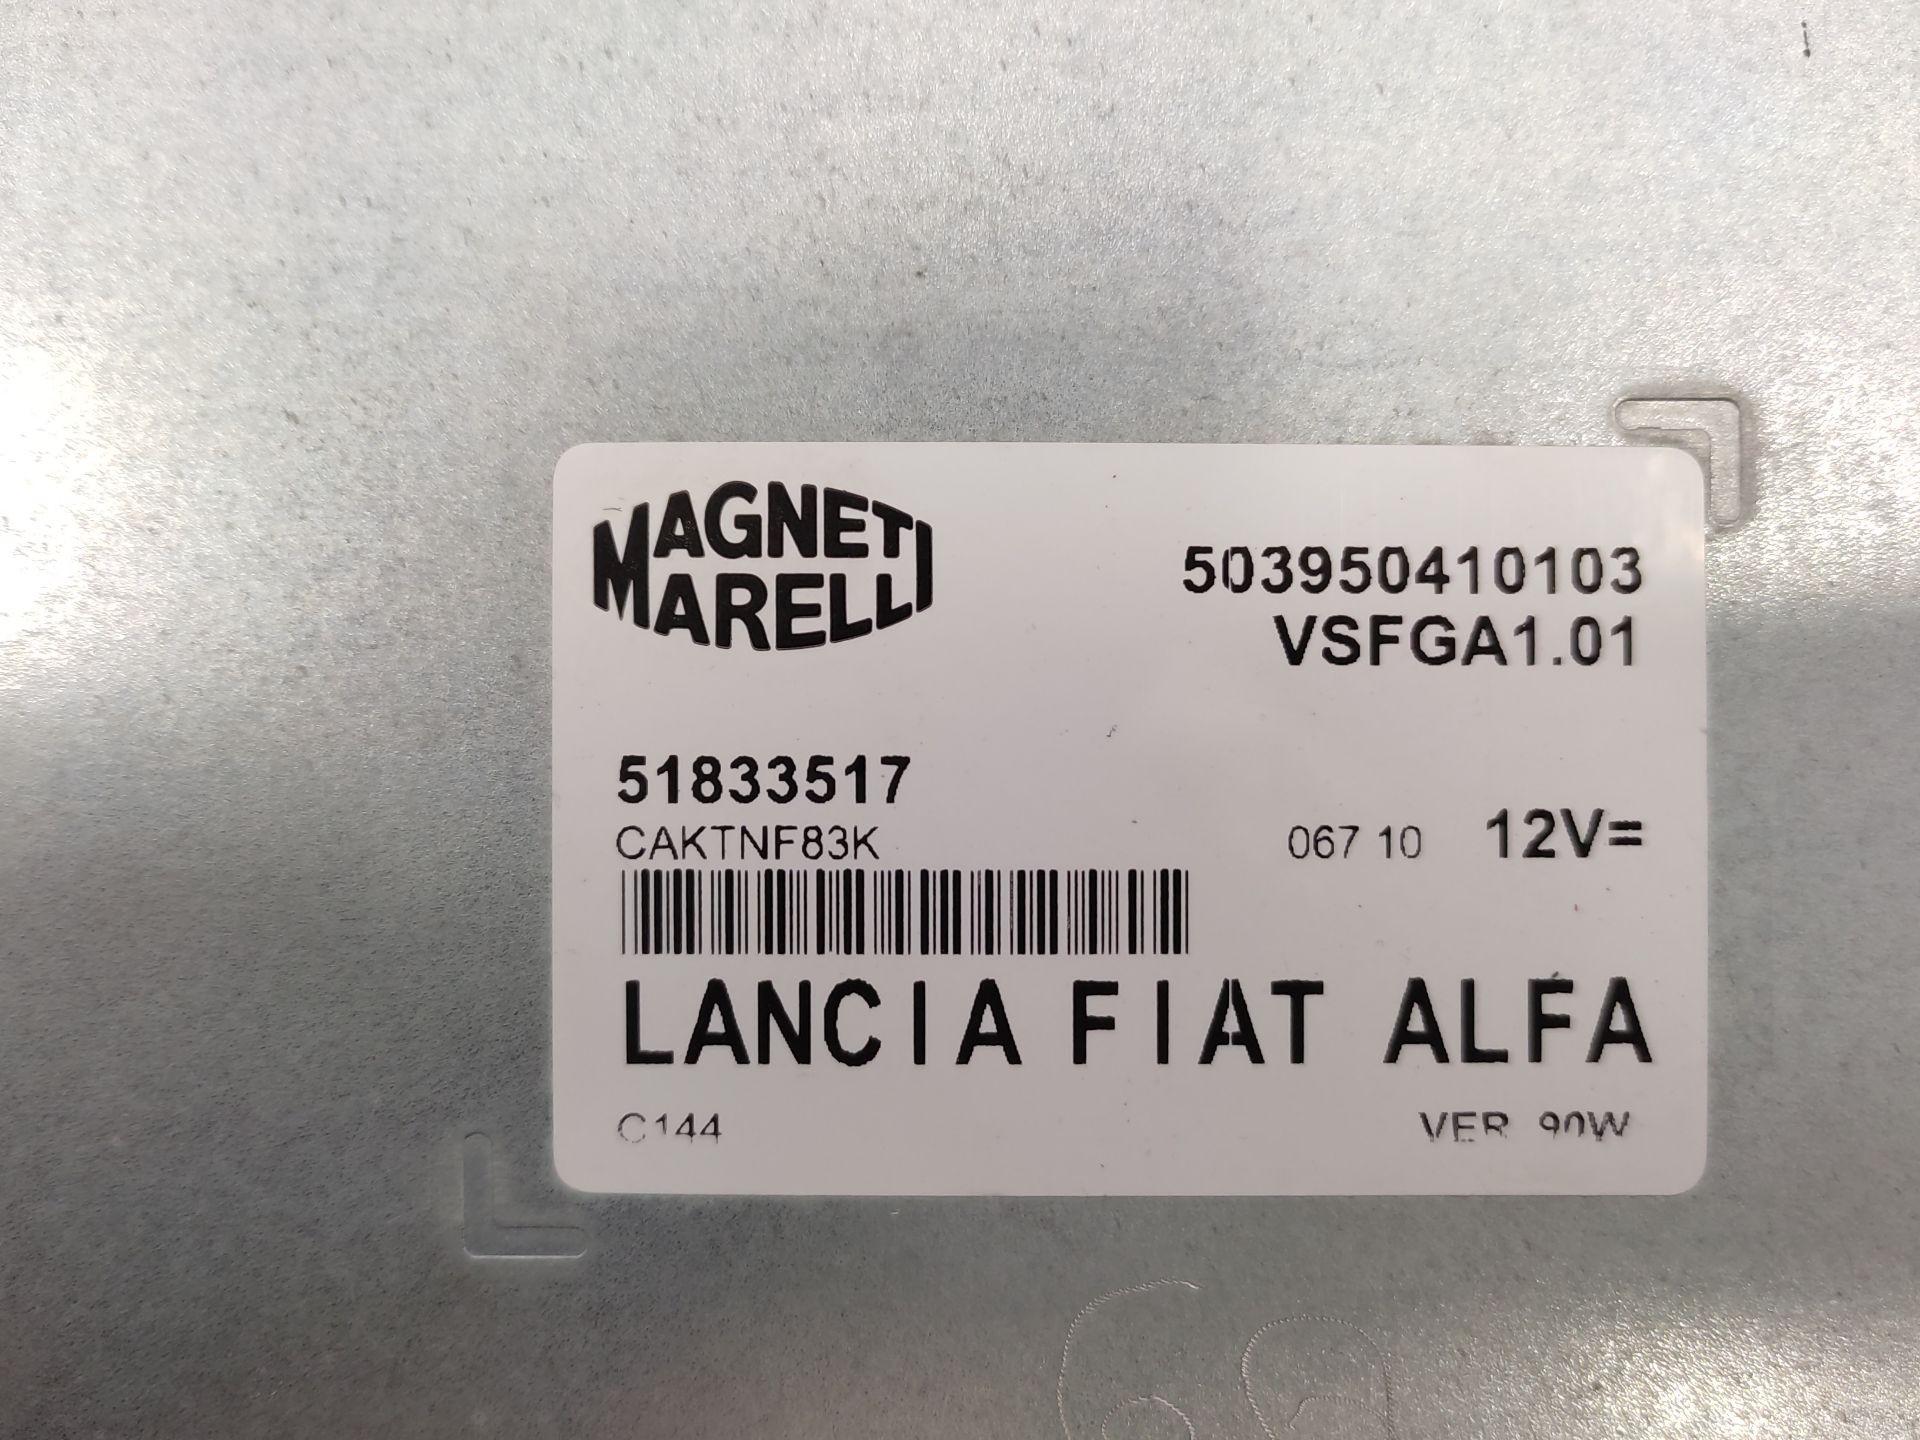 MAGNETI
MARELLI
503950410103
VSFGA1.01
51833517
CAKTNF83K
067 10 12V=
LANCIA FIAT ALFA
C144 VER 90W